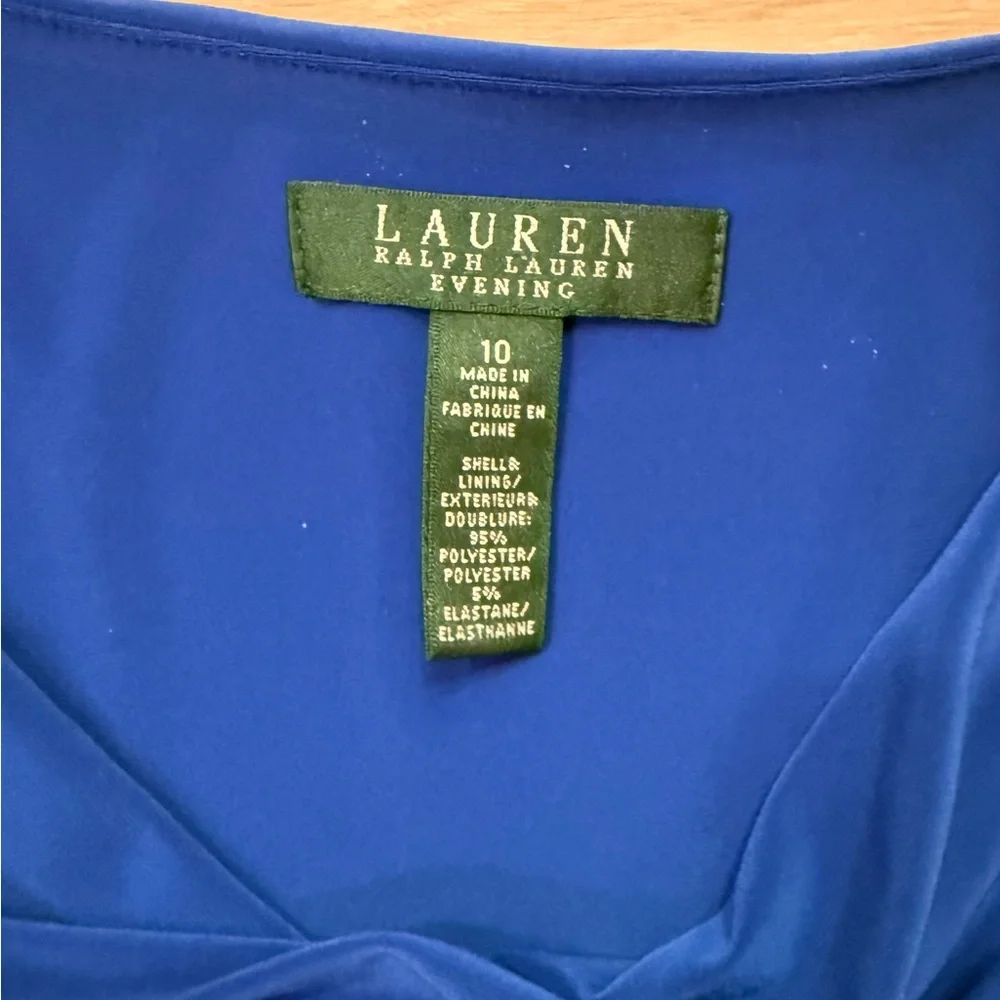 LAUREN
RALPH LAUREN
EVENING
10
MADE IN
CHINA
FABRIQUE EN
CHINE
SHELL&
LINING/
EXTERIEUR&
DOUBLURE:
95%
POLYESTER/
POLYESTER
5%
ELASTANE/
ELASTHANNE